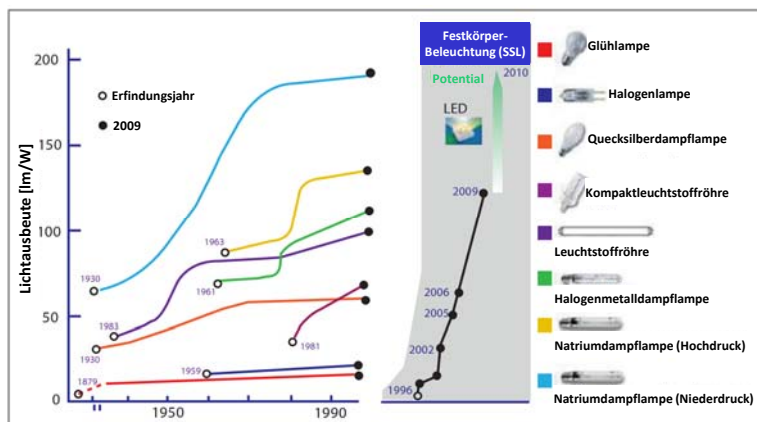 Lichtausbeute [lm/W]
200
150
100
50
0
1950
1990
Erfindungsjahr
2009
1930
1983
1930
1879
1963
1961
1959
1981
Festkörper-
Beleuchtung (SSL)
Potential
2010
LED
2009
2006
2005
2002
1996
Glühlampe
Halogenlampe
Quecksilberdampflampe
Kompaktleuchtstoffröhre
Leuchtstoffröhre
Halogenmetalldampflampe
Natriumdampflampe (Hochdruck)
Natriumdampflampe (Niederdruck)